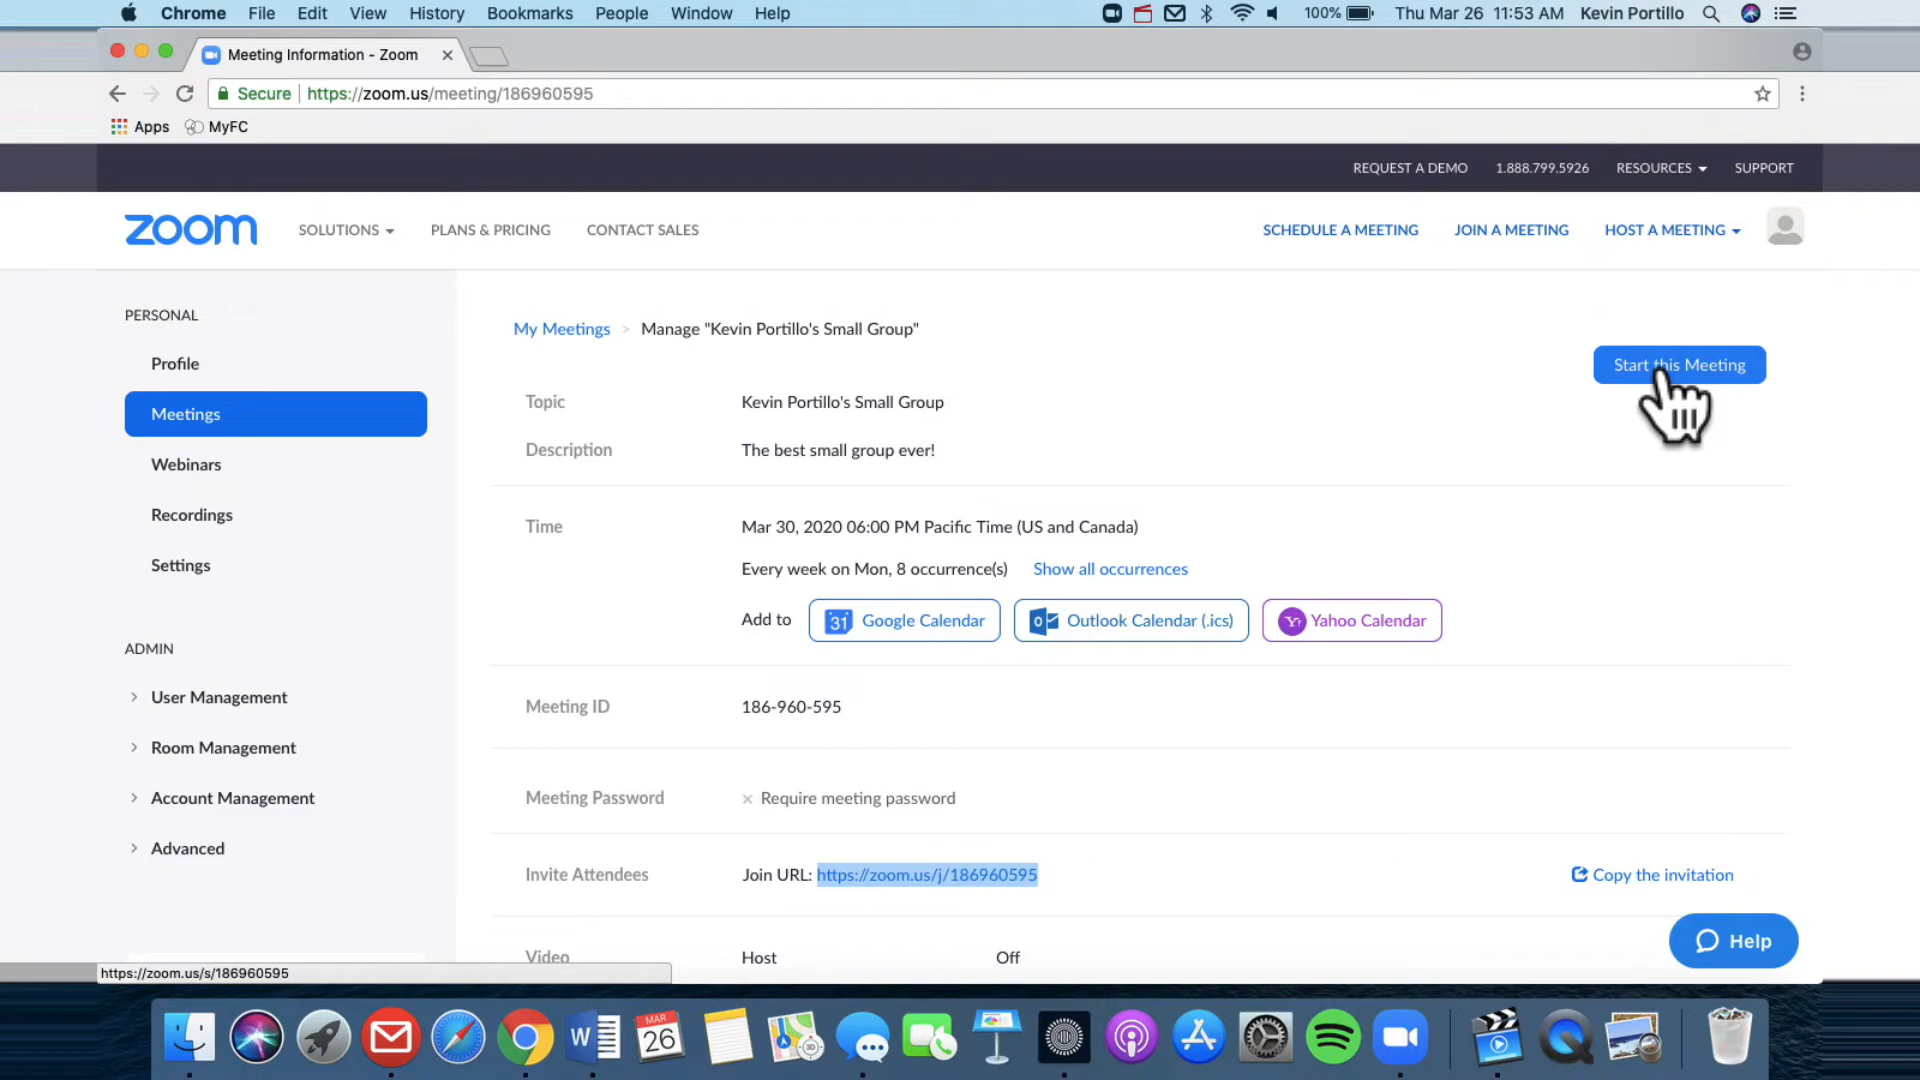 Chrome File Edit View History Bookmarks People Window Help 100% Thu Mar 26 11:53 AM Kevin Portillo
Meeting Information - Zoom
Secure https://zoom.us/meeting/186960595
Apps MyFC
REQUEST A DEMO 1.888.799.5926 RESOURCES SUPPORT
zoom SOLUTIONS PLANS & PRICING CONTACT SALES SCHEDULE A MEETING JOIN A MEETING HOST A MEETING
PERSONAL
Profile
Meetings
Webinars
Recordings
Settings
ADMIN
User Management
Room Management
Account Management
Advanced
My Meetings > Manage "Kevin Portillo's Small Group"
Start this Meeting
Topic Kevin Portillo's Small Group
Description The best small group ever!
Time Mar 30, 2020 06:00 PM Pacific Time (US and Canada)
Every week on Mon, 8 occurrence(s) Show all occurrences
Add to 31 Google Calendar Outlook Calendar (.ics) Yahoo Calendar
Meeting ID 186-960-595
Meeting Password × Require meeting password
Invite Attendees Join URL: https://zoom.us/j/186960595 Copy the invitation
Help
Video Host Off
https://zoom.us/s/186960595
W MAR
26